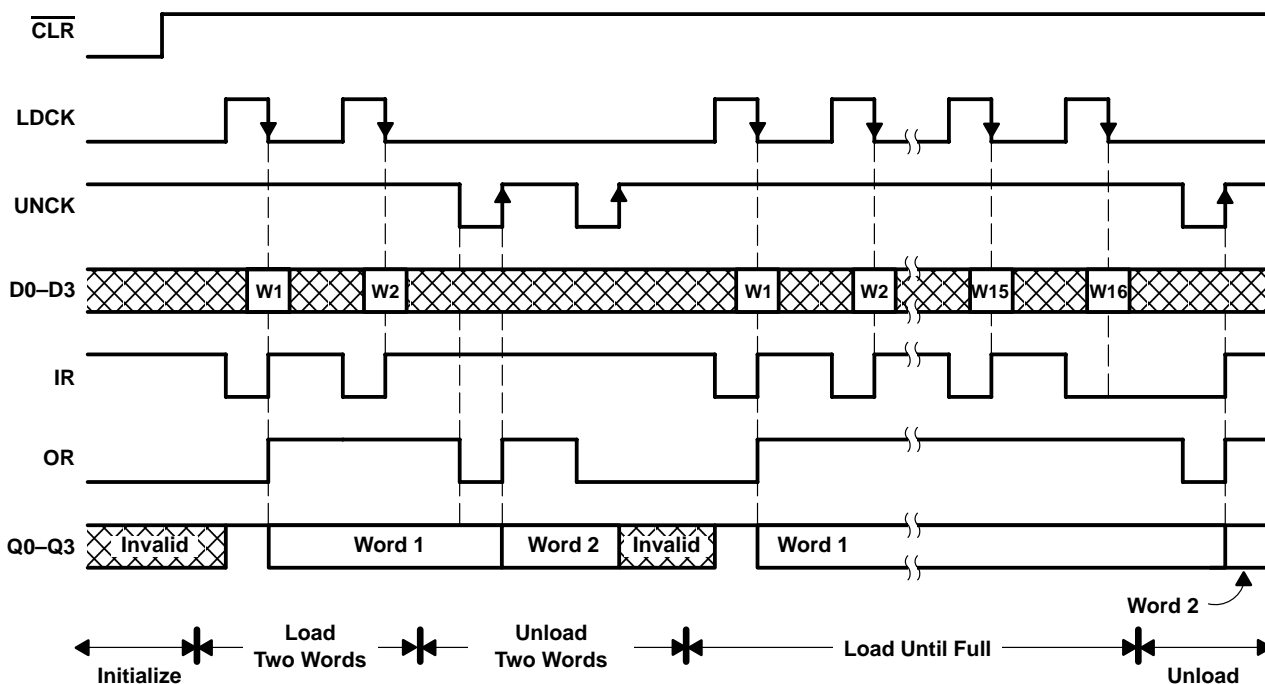 CLR
LDCK
UNCK
D0–D3 W1 W2 W1 W2 W15 W16
IR
OR
Q0–Q3 Invalid Word 1 Word 2 Invalid Word 1
Word 2
Initialize
Load
Two Words
Unload
Two Words
Load Until Full
Unload